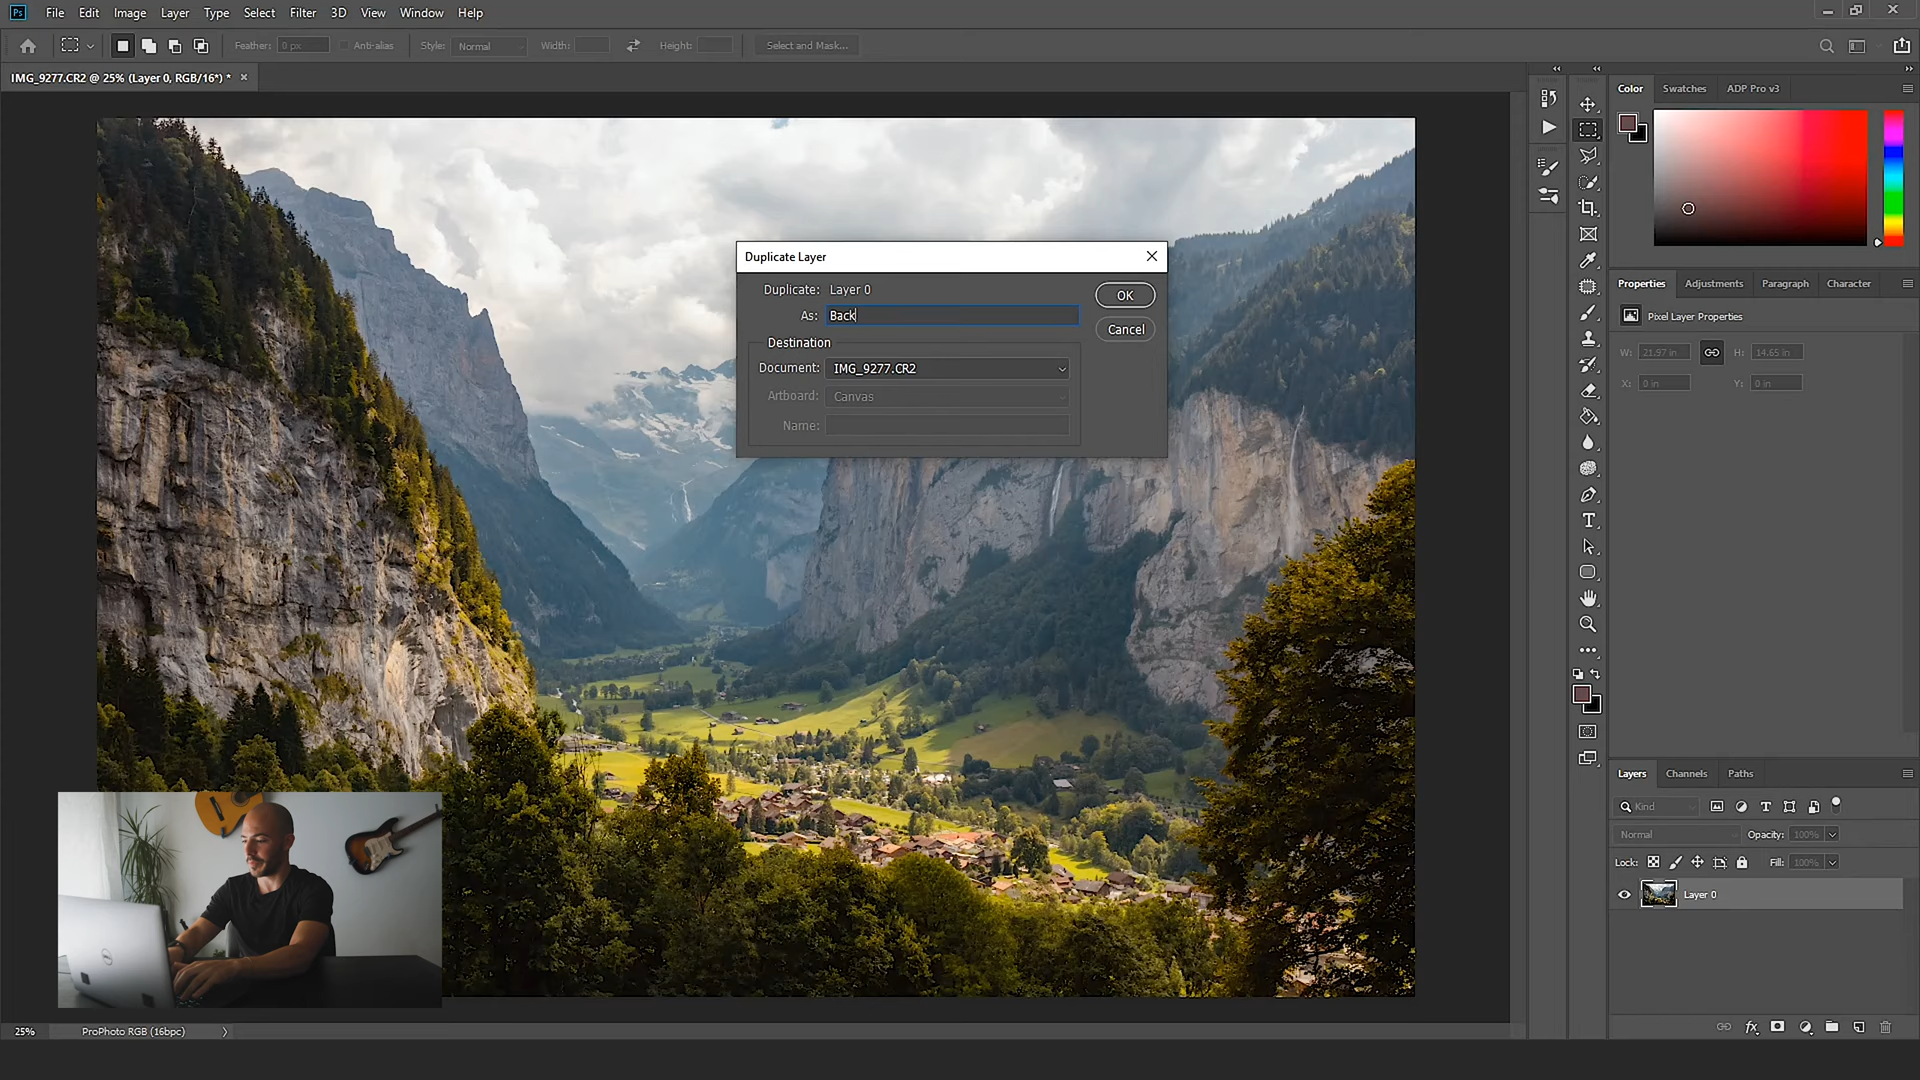 Ps File Edit Image Layer Type Select Filter 3D View Window Help
Feather: 0 px Anti-alias Style: Normal Width: Height: Select and Mask...
IMG_9277.CR2 @ 25% (Layer 0, RGB/16*) * ×
Color Swatches ADP Pro v3
Duplicate Layer
Duplicate: Layer 0
OK
As: Back
Cancel
Destination
Document: IMG_9277.CR2
Artboard: Canvas
Name:
Properties Adjustments Paragraph Character
Pixel Layer Properties
W: 21.97 in H: 14.65 in
X: 0 in Y: 0 in
Layers Channels Paths
Kind
Normal Opacity: 100%
Lock: Fill: 100%
Layer 0
fx
25% ProPhoto RGB (16bpc)